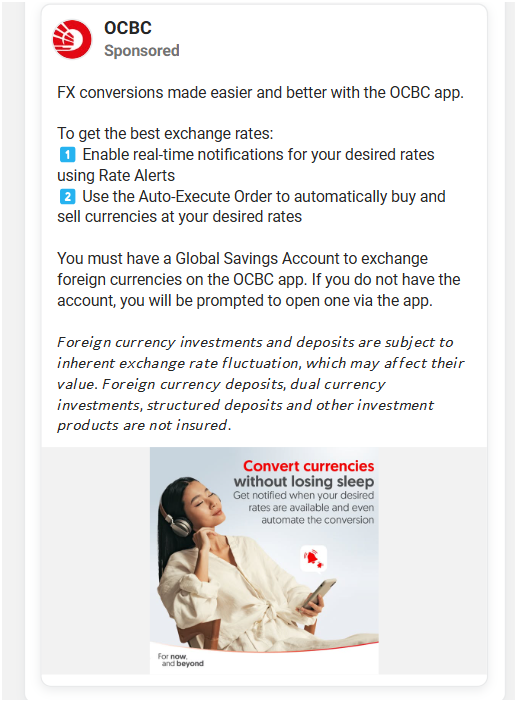 OCBC
Sponsored
FX conversions made easier and better with the OCBC app.
To get the best exchange rates:
1️⃣ Enable real-time notifications for your desired rates
using Rate Alerts
2️⃣ Use the Auto-Execute Order to automatically buy and
sell currencies at your desired rates
You must have a Global Savings Account to exchange
foreign currencies on the OCBC app. If you do not have the
account, you will be prompted to open one via the app.
Foreign currency investments and deposits are subject to
inherent exchange rate fluctuation, which may affect their
value. Foreign currency deposits, dual currency
investments, structured deposits and other investment
products are not insured.
Convert currencies
without losing sleep
Get notified when your desired
rates are available and even
automate the conversion
For now,
and beyond